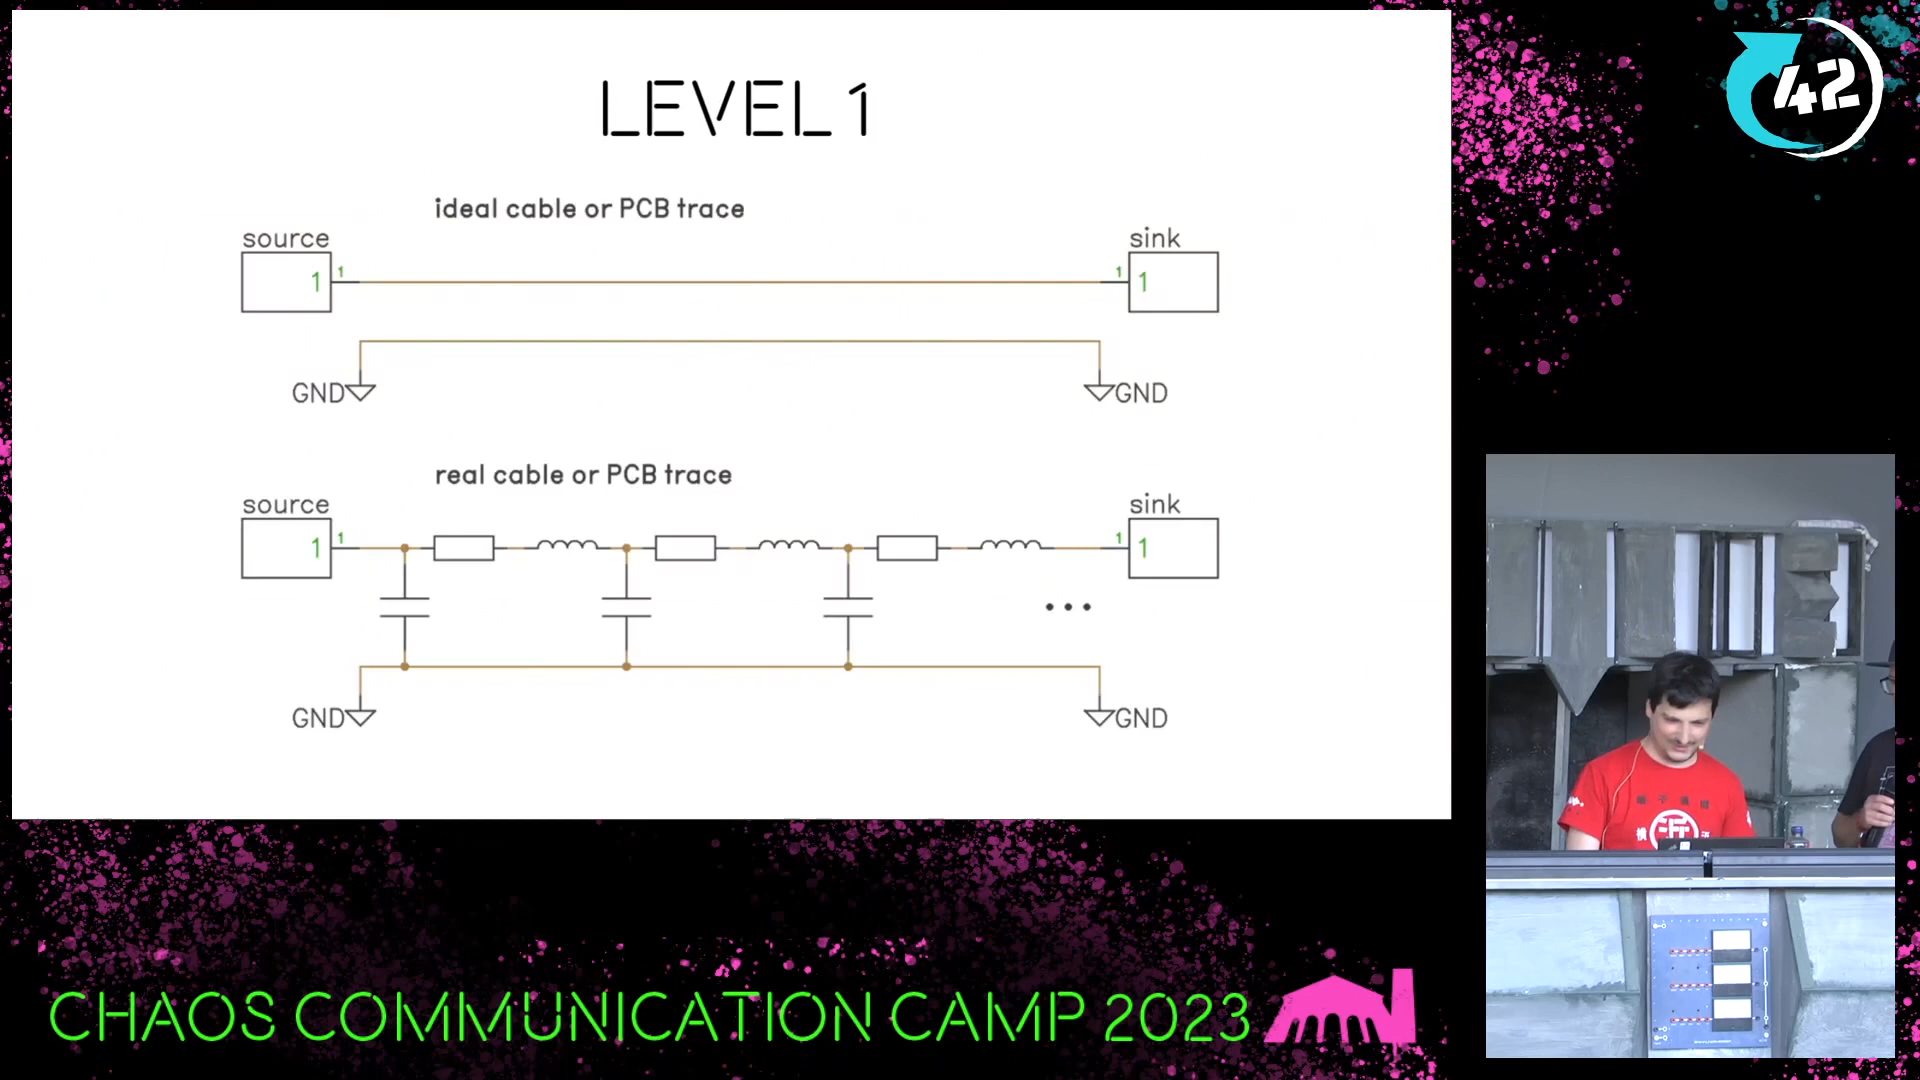 LEVEL 1
ideal cable or PCB trace
source
sink
1
1
1
1
GND
GND
real cable or PCB trace
source
sink
1
1
1
1
GND
GND
42
CHAOS COMMUNICATION CAMP 2023